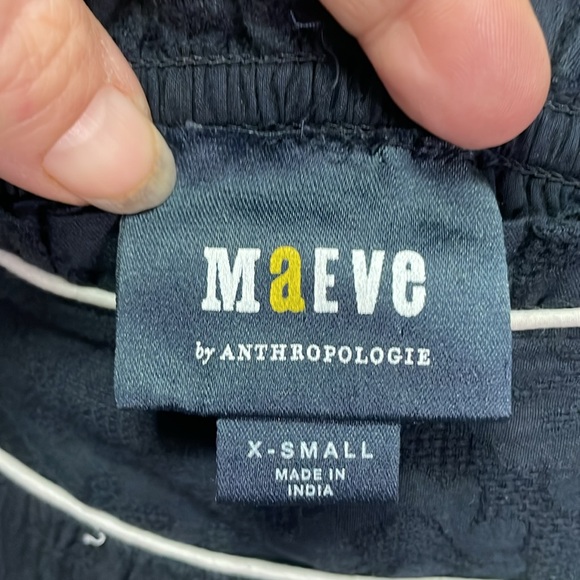 MaEVe
by ANTHROPOLOGIE
X-SMALL
MADE IN
INDIA